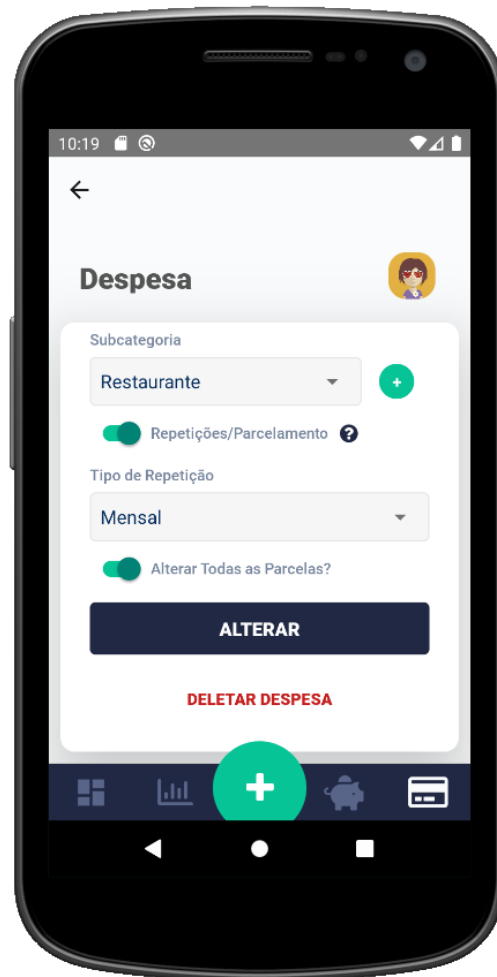 10:19
Despesa
Subcategoria
Restaurante
Repetições/Parcelamento
Tipo de Repetição
Mensal
Alterar Todas as Parcelas?
ALTERAR
DELETAR DESPESA